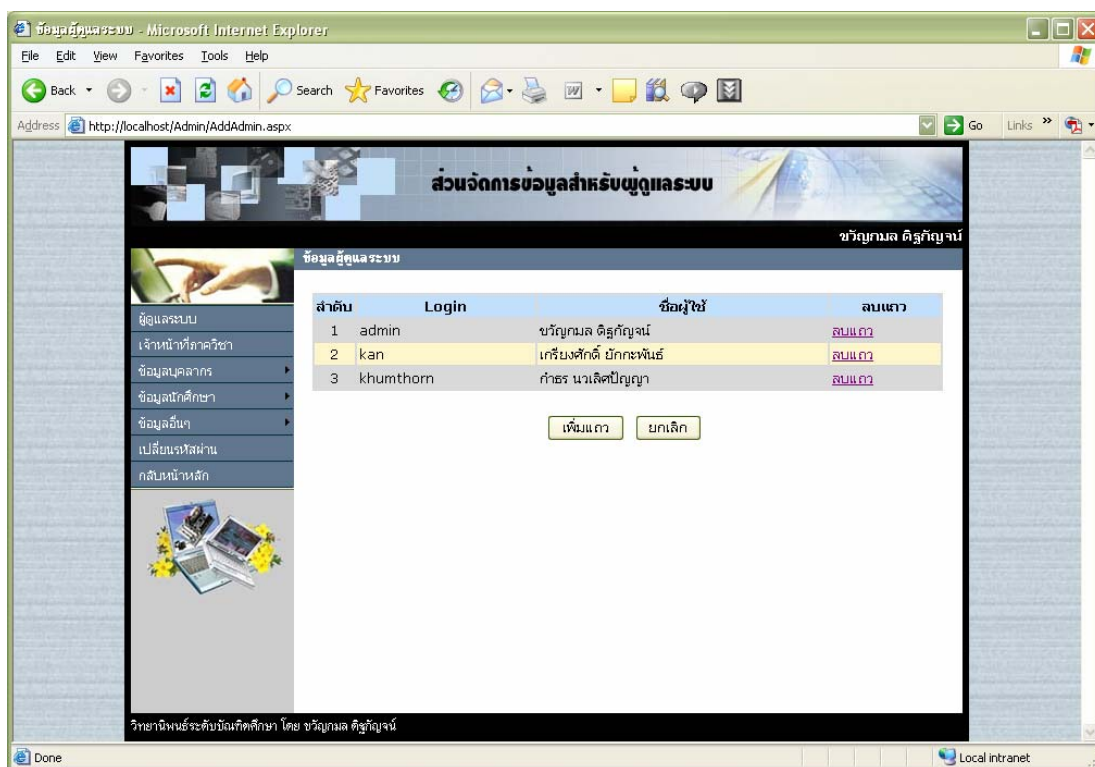 ข้อมูลผู้ดูแลระบบ - Microsoft Internet Explorer
File Edit View Favorites Tools Help
Back Search Favorites
Address http://localhost/Admin/AddAdmin.aspx Go Links »
ส่วนจัดการข้อมูลสำหรับผู้ดูแลระบบ
ขวัญกมล ดิฐกัญจน์
ข้อมูลผู้ดูแลระบบ
ผู้ดูแลระบบ
เจ้าหน้าที่ภาควิชา
ข้อมูลบุคลากร
ข้อมูลนักศึกษา
ข้อมูลอื่นๆ
เปลี่ยนรหัสผ่าน
กลับหน้าหลัก
ลำดับ Login ชื่อผู้ใช้ ลบแถว
1 admin ขวัญกมล ดิฐกัญจน์ ลบแถว
2 kan เกรียงศักดิ์ ยักกะพันธ์ ลบแถว
3 khumthorn กำธร นวเลิศปัญญา ลบแถว
เพิ่มแถว ยกเลิก
วิทยานิพนธ์ระดับบัณฑิตศึกษา โดย ขวัญกมล ดิฐกัญจน์
Done Local intranet